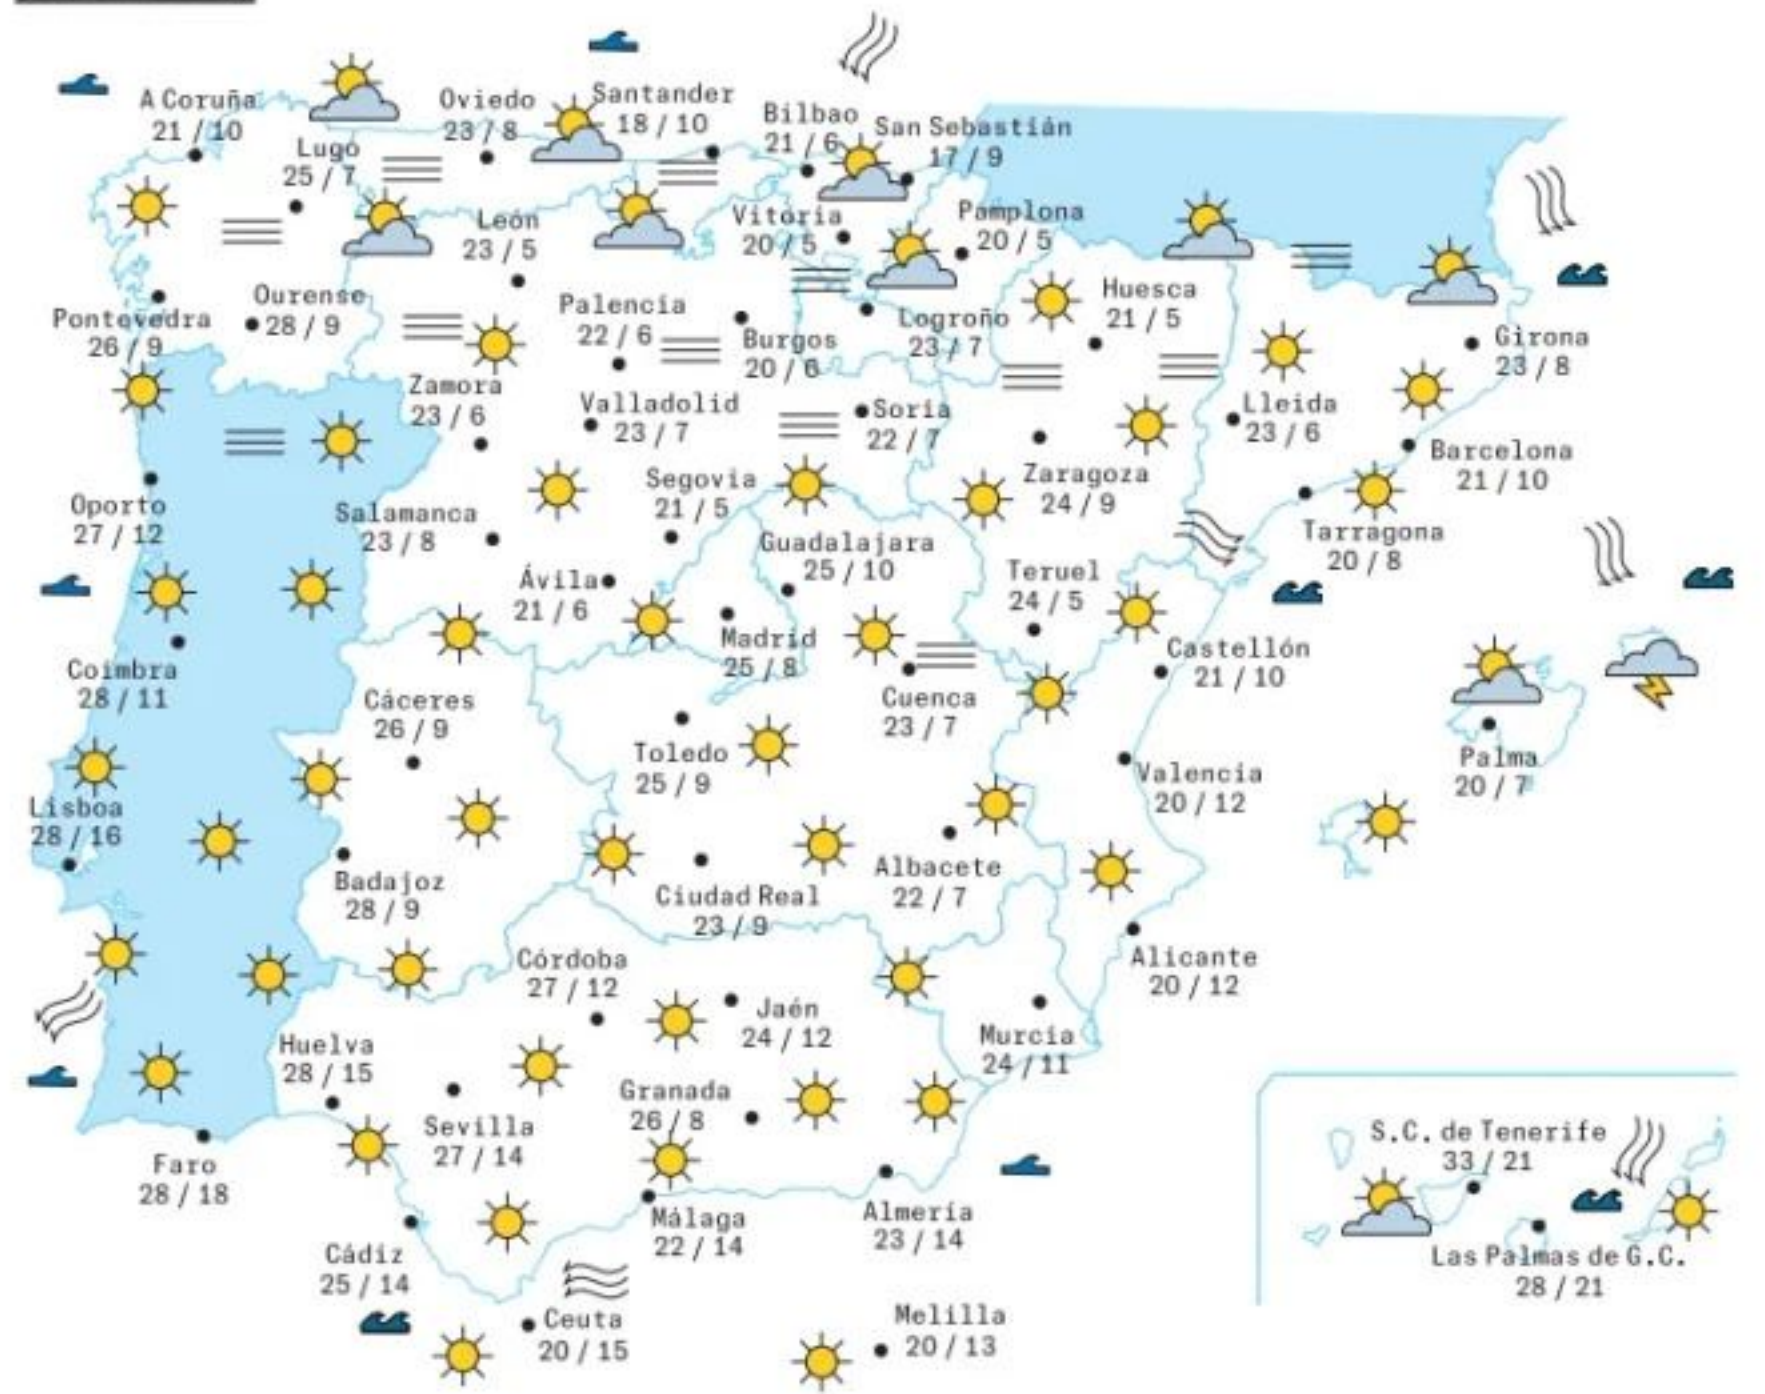 A Coruña
21 / 10
Oviedo
23 / 8
Santander
18 / 10
Bilbao
21 / 6
San Sebastián
17 / 9
Lugo
25 / 7
León
23 / 5
Vitoria
20 / 5
Pamplona
20 / 5
Pontevedra
26 / 9
Ourense
28 / 9
Palencia
22 / 6
Burgos
20 / 6
Logroño
23 / 7
Huesca
21 / 5
Girona
23 / 8
Zamora
23 / 6
Valladolid
23 / 7
Soria
22 / 7
Lleida
23 / 6
Barcelona
21 / 10
Oporto
27 / 12
Salamanca
23 / 8
Segovia
21 / 5
Zaragoza
24 / 9
Tarragona
20 / 8
Ávila
21 / 6
Guadalajara
25 / 10
Teruel
24 / 5
Coimbra
28 / 11
Madrid
25 / 8
Castellón
21 / 10
Cáceres
26 / 9
Cuenca
23 / 7
Toledo
25 / 9
Valencia
20 / 12
Palma
20 / 7
Lisboa
28 / 16
Badajoz
28 / 9
Ciudad Real
23 / 9
Albacete
22 / 7
Córdoba
27 / 12
Jaén
24 / 12
Alicante
20 / 12
Murcia
24 / 11
Huelva
28 / 15
Granada
26 / 8
Sevilla
27 / 14
Faro
28 / 18
Málaga
22 / 14
Almería
23 / 14
Cádiz
25 / 14
Ceuta
20 / 15
Melilla
20 / 13
S.C. de Tenerife
33 / 21
Las Palmas de G.C.
28 / 21